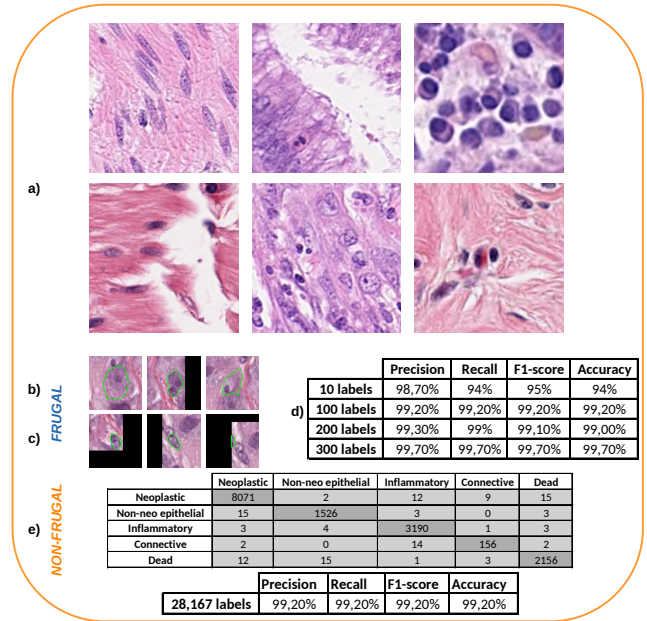 a)
b)
c)
FRUGAL
d)
Precision Recall F1-score Accuracy
10 labels 98,70% 94% 95% 94%
100 labels 99,20% 99,20% 99,20% 99,20%
200 labels 99,30% 99% 99,10% 99,00%
300 labels 99,70% 99,70% 99,70% 99,70%
e)
NON-FRUGAL
Neoplastic Non-neo epithelial Inflammatory Connective Dead
Neoplastic 8071 2 12 9 15
Non-neo epithelial 15 1526 3 0 3
Inflammatory 3 4 3190 1 3
Connective 2 0 14 156 2
Dead 12 15 1 3 2156
Precision Recall F1-score Accuracy
28,167 labels 99,20% 99,20% 99,20% 99,20%